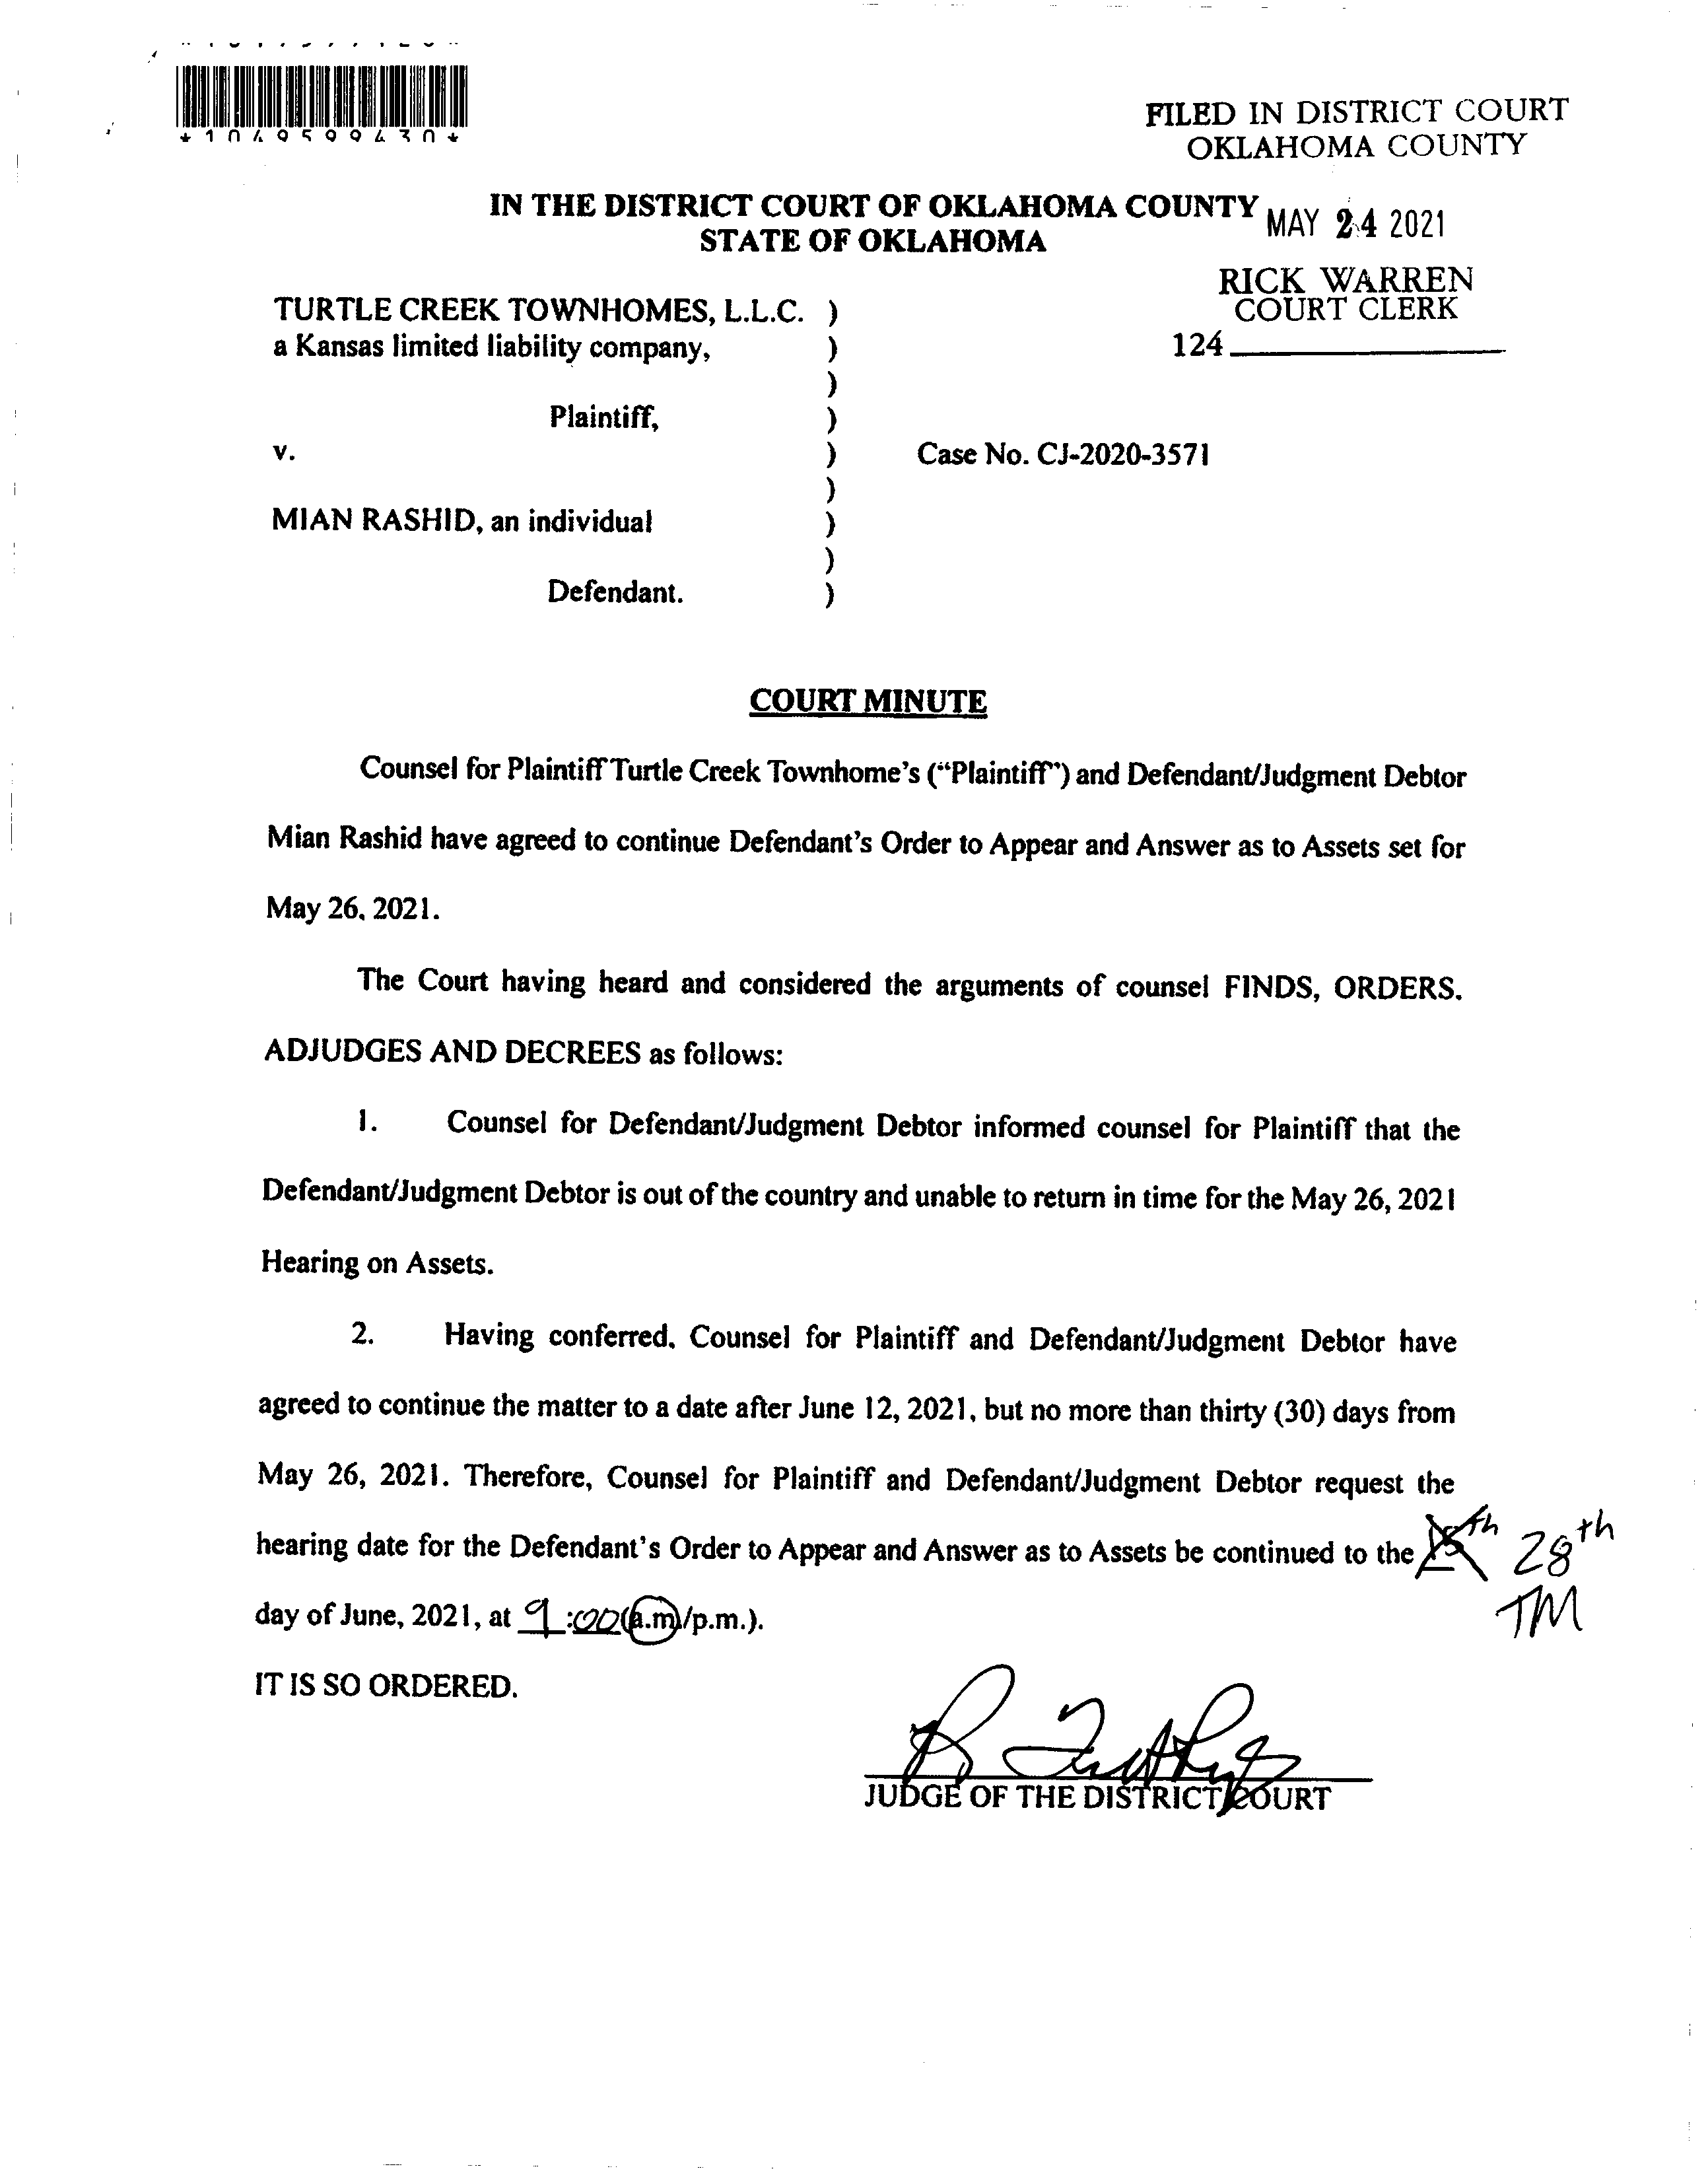 *1049599430*
FILED IN DISTRICT COURT
OKLAHOMA COUNTY
IN THE DISTRICT COURT OF OKLAHOMA COUNTY
STATE OF OKLAHOMA
MAY 24 2021
RICK WARREN
COURT CLERK
124
TURTLE CREEK TOWNHOMES, L.L.C. )
a Kansas limited liability company, )
)
Plaintiff, )
v. ) Case No. CJ-2020-3571
)
MIAN RASHID, an individual )
)
Defendant. )
COURT MINUTE
Counsel for Plaintiff Turtle Creek Townhome's ("Plaintiff") and Defendant/Judgment Debtor
Mian Rashid have agreed to continue Defendant's Order to Appear and Answer as to Assets set for
May 26, 2021.
The Court having heard and considered the arguments of counsel FINDS, ORDERS,
ADJUDGES AND DECREES as follows:
1. Counsel for Defendant/Judgment Debtor informed counsel for Plaintiff that the
Defendant/Judgment Debtor is out of the country and unable to return in time for the May 26, 2021
Hearing on Assets.
2. Having conferred, Counsel for Plaintiff and Defendant/Judgment Debtor have
agreed to continue the matter to a date after June 12, 2021, but no more than thirty (30) days from
May 26, 2021. Therefore, Counsel for Plaintiff and Defendant/Judgment Debtor request the
hearing date for the Defendant's Order to Appear and Answer as to Assets be continued to the 28th
TM
day of June, 2021, at 9:00 (a.m/p.m.).
IT IS SO ORDERED.
JUDGE OF THE DISTRICT COURT